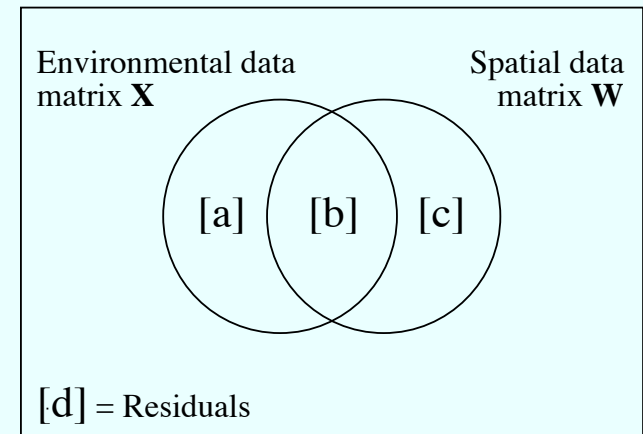 Environmental data
matrix X
Spatial data
matrix W
[a]
[b]
[c]
[d] = Residuals